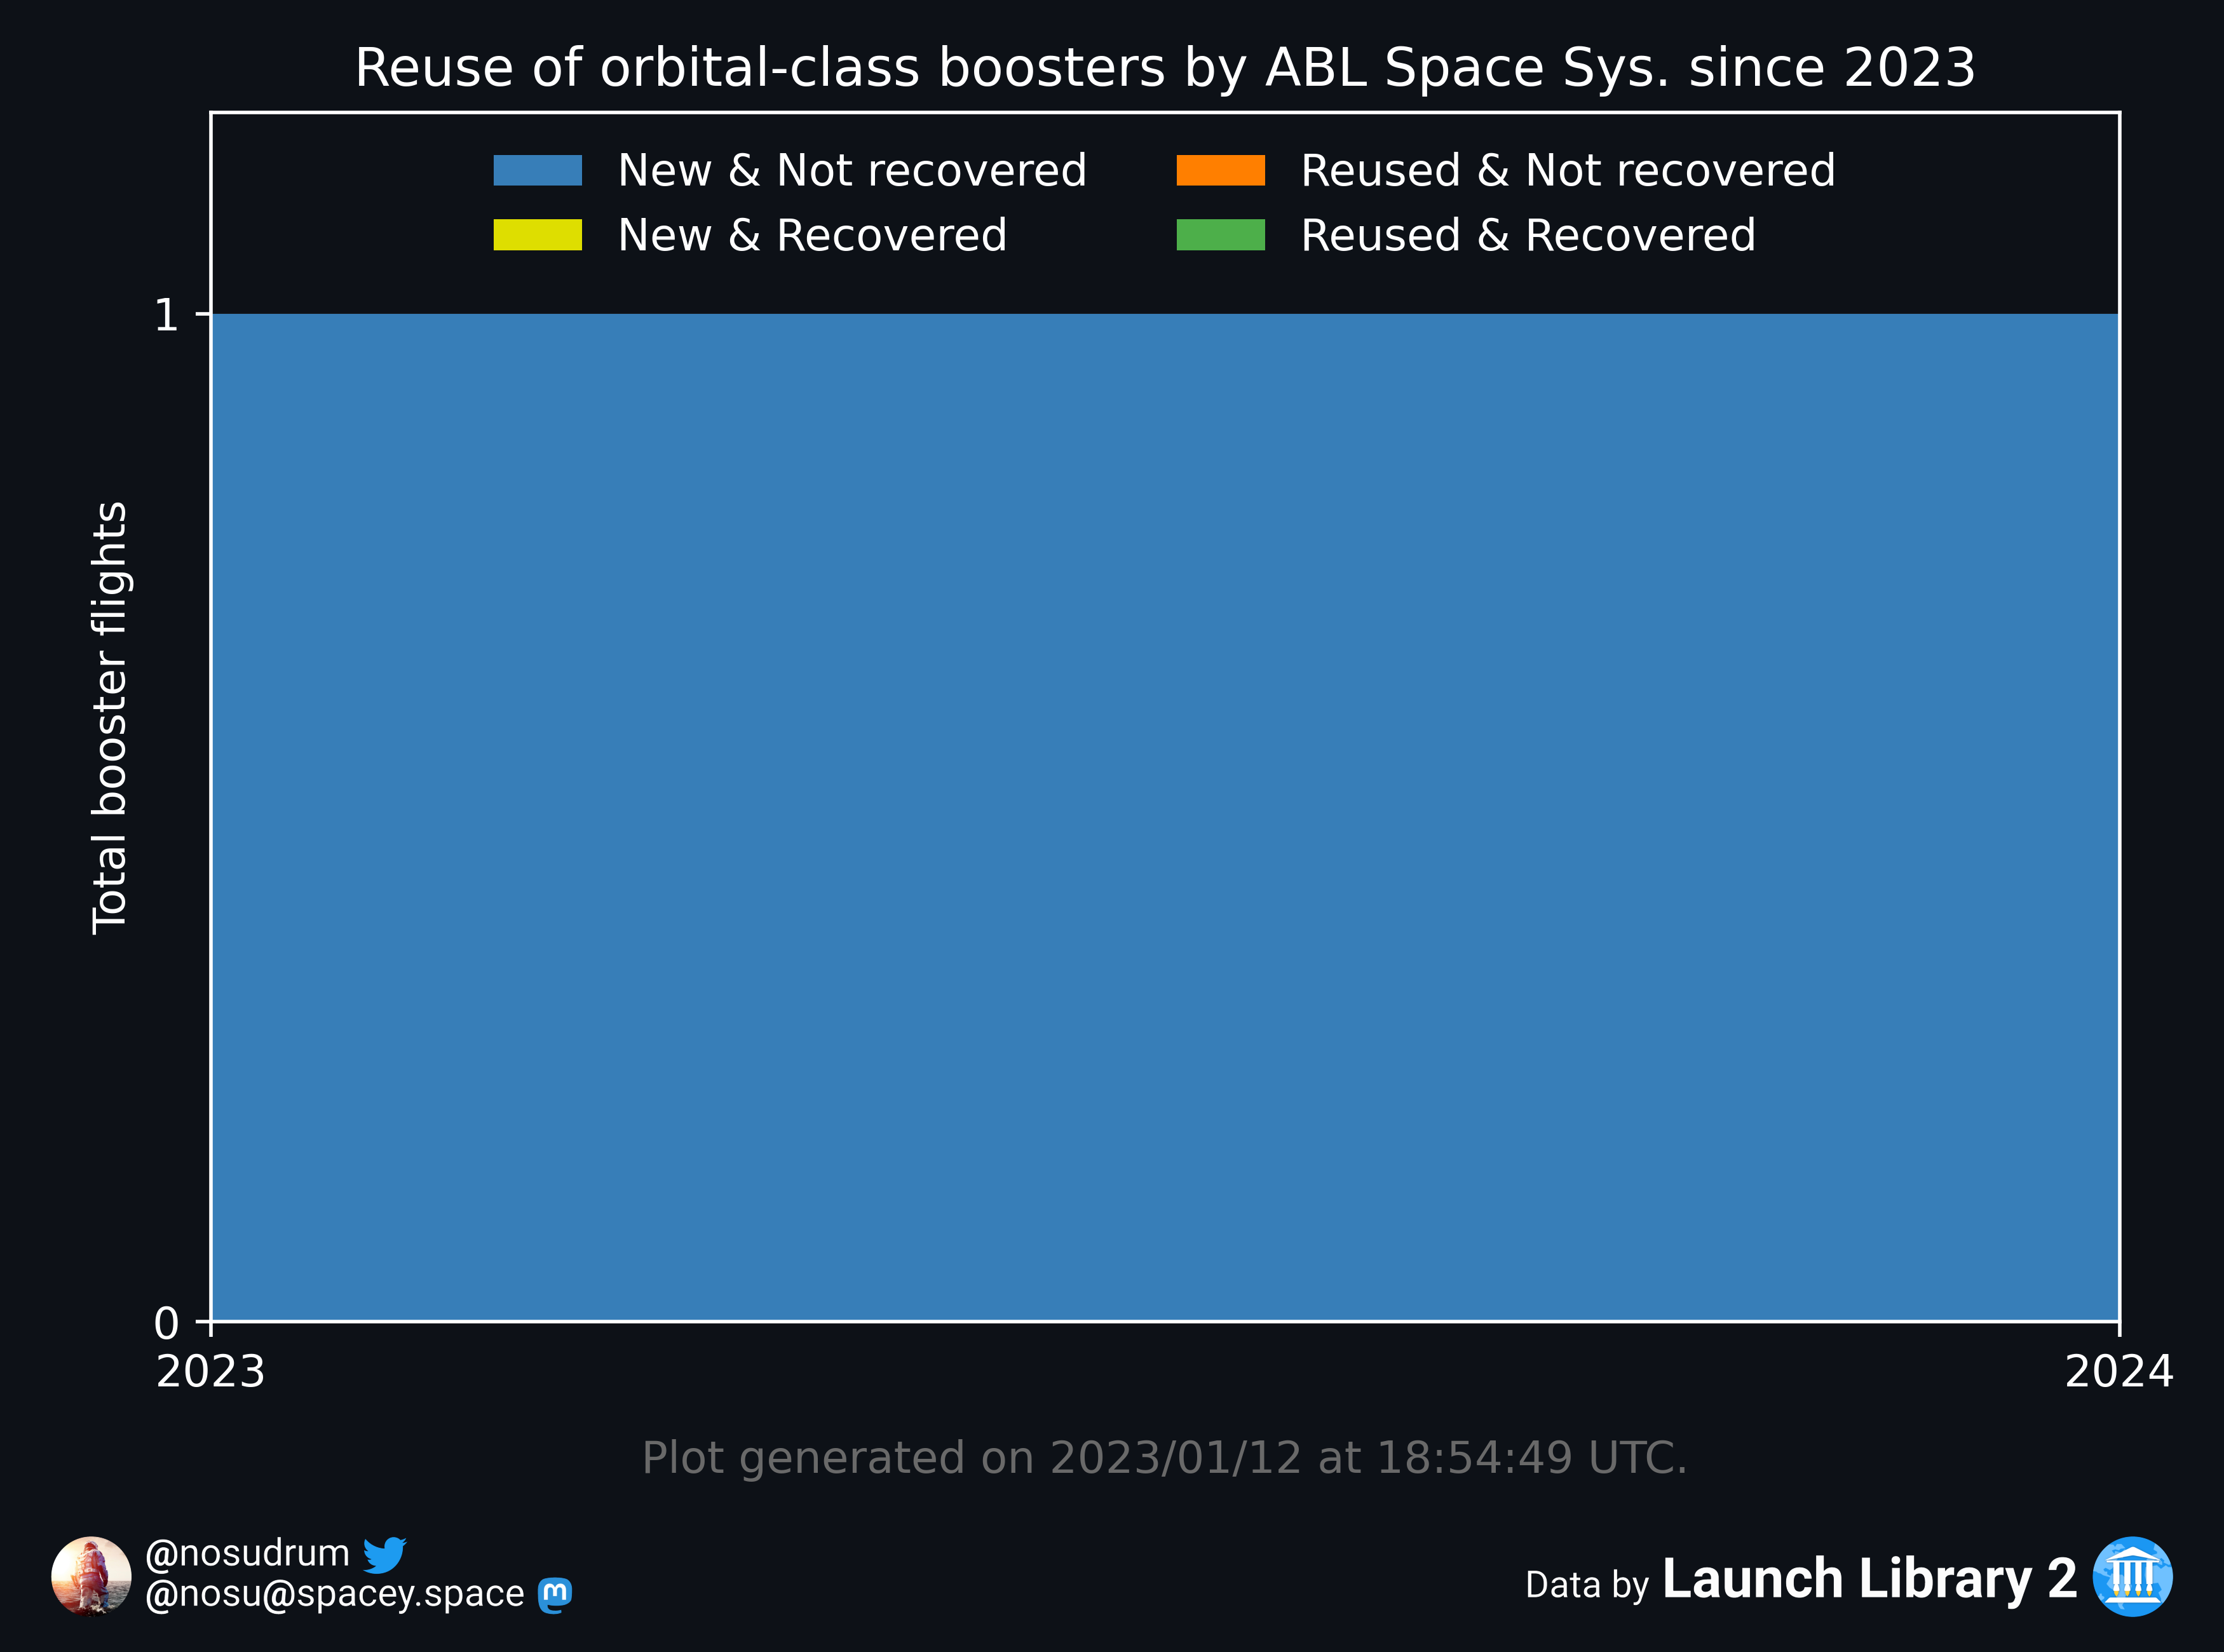 Reuse of orbital-class boosters by ABL Space Sys. since 2023
New & Not recovered
New & Recovered
Reused & Not recovered
Reused & Recovered
1
Total booster flights
0
2023
2024
Plot generated on 2023/01/12 at 18:54:49 UTC.
@nosudrum
@nosu@spacey.space
Data by Launch Library 2